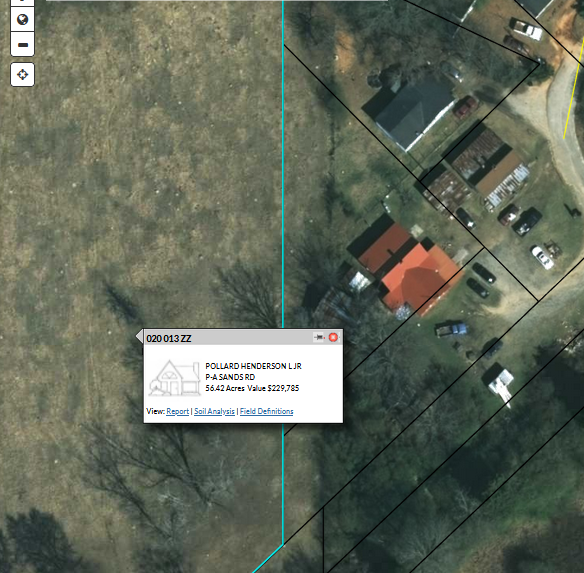 020 013 ZZ
POLLARD HENDERSON L JR
P-A SANDS RD
56.42 Acres Value $229,785
View: Report | Soil Analysis | Field Definitions